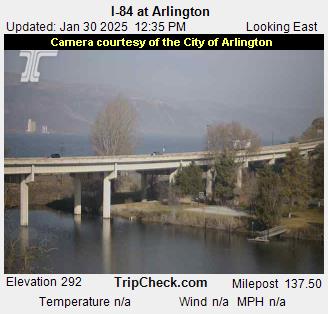 I-84 at Arlington
Updated: Jan 30 2025 12:35 PM Looking East
Camera courtesy of the City of Arlington
Elevation 292 TripCheck.com Milepost 137.50
Temperature n/a Wind n/a MPH n/a